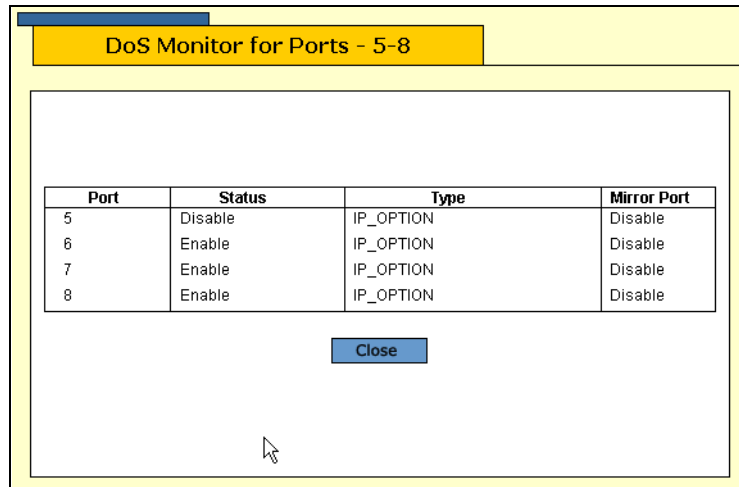 DoS Monitor for Ports - 5-8
Port Status Type Mirror Port
5 Disable IP_OPTION Disable
6 Enable IP_OPTION Disable
7 Enable IP_OPTION Disable
8 Enable IP_OPTION Disable
Close